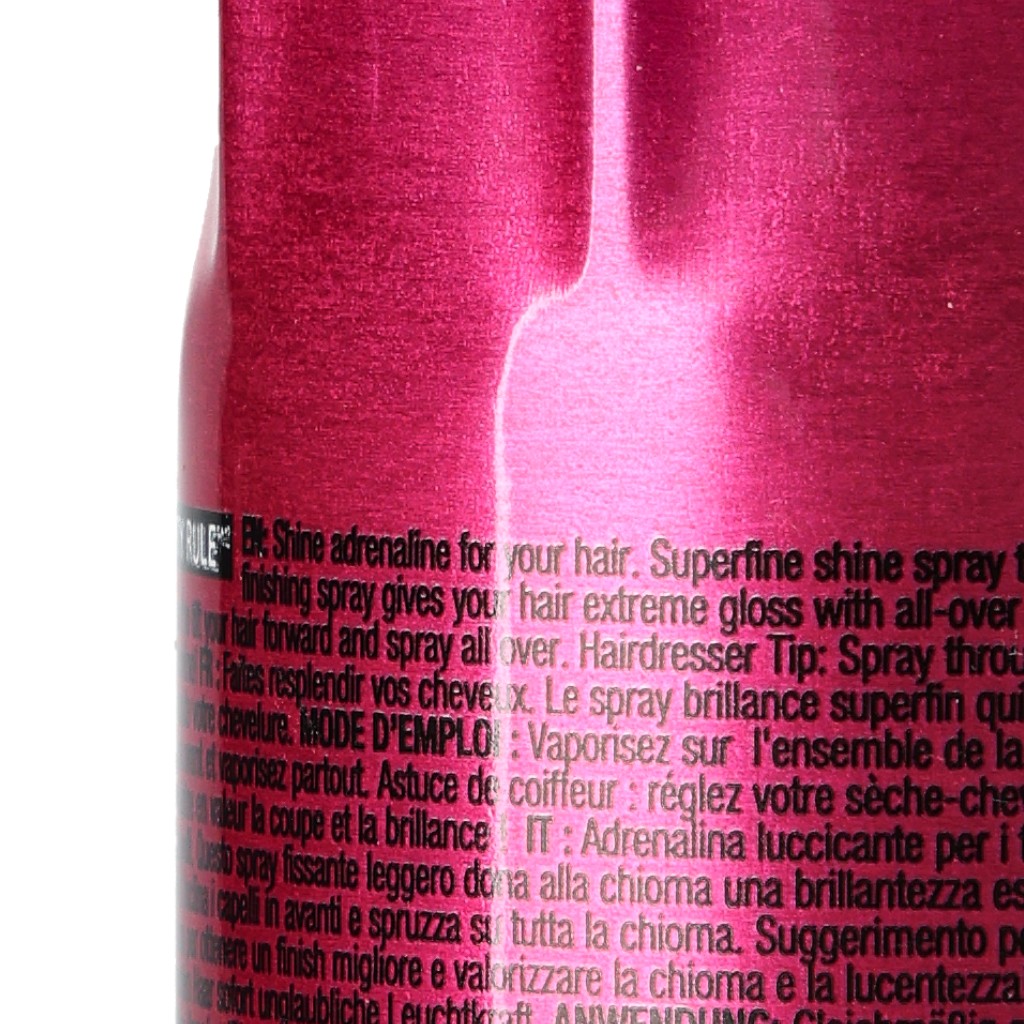 RULE EN: Shine adrenaline for your hair. Superfine shine spray
finishing spray gives your hair extreme gloss with all-over
your hair forward and spray all over. Hairdresser Tip: Spray
FR : Faites resplendir vos cheveux. Le spray brillance superfin qui
votre chevelure. MODE D'EMPLOI : Vaporisez sur l'ensemble de la
et vaporisez partout. Astuce de coiffeur : réglez votre
en valeur la coupe et la brillance. IT : Adrenalina luccicante per i
Questo spray fissante leggero dona alla chioma una brillantezza
i capelli in avanti e spruzza su tutta la chioma. Suggerimento
un finish migliore e valorizzare la chioma e la lucentezza
sofort unglaubliche Leuchtkraft. ANWENDUNG: Gleichmäßig